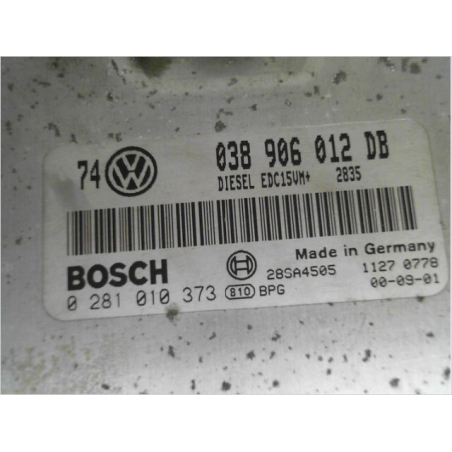 74 VW 038 906 012 DB
DIESEL EDC15VM+ 2835
BOSCH 28SA4505 Made in Germany
0 281 010 373 810 BPG 1127 0778
00-09-01